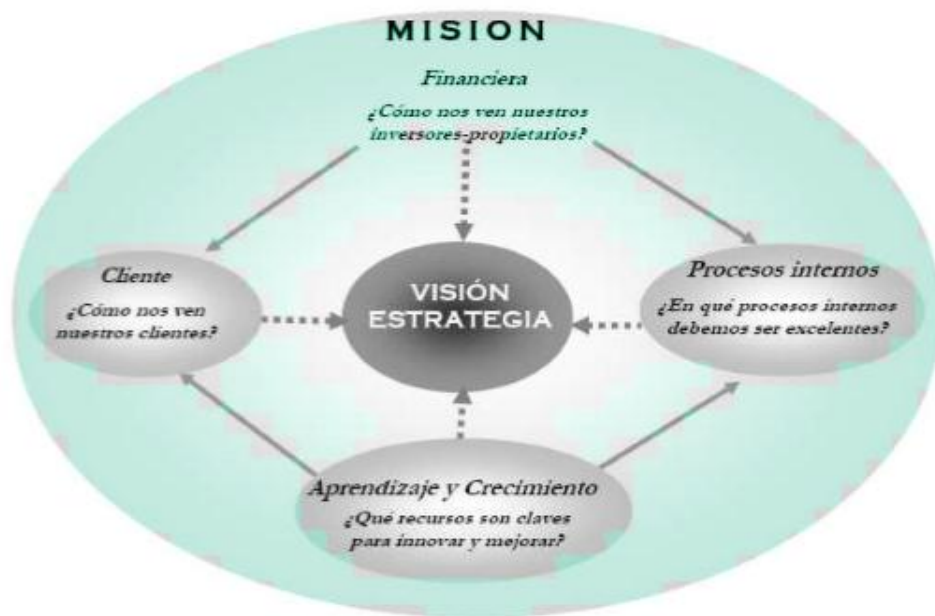 MISION
Financiera
¿Cómo nos ven nuestros
inversores-propietarios?
Cliente
¿Cómo nos ven
nuestros clientes?
VISIÓN
ESTRATEGIA
Procesos internos
¿En qué procesos internos
debemos ser excelentes?
Aprendizaje y Crecimiento
¿Qué recursos son claves
para innovar y mejorar?